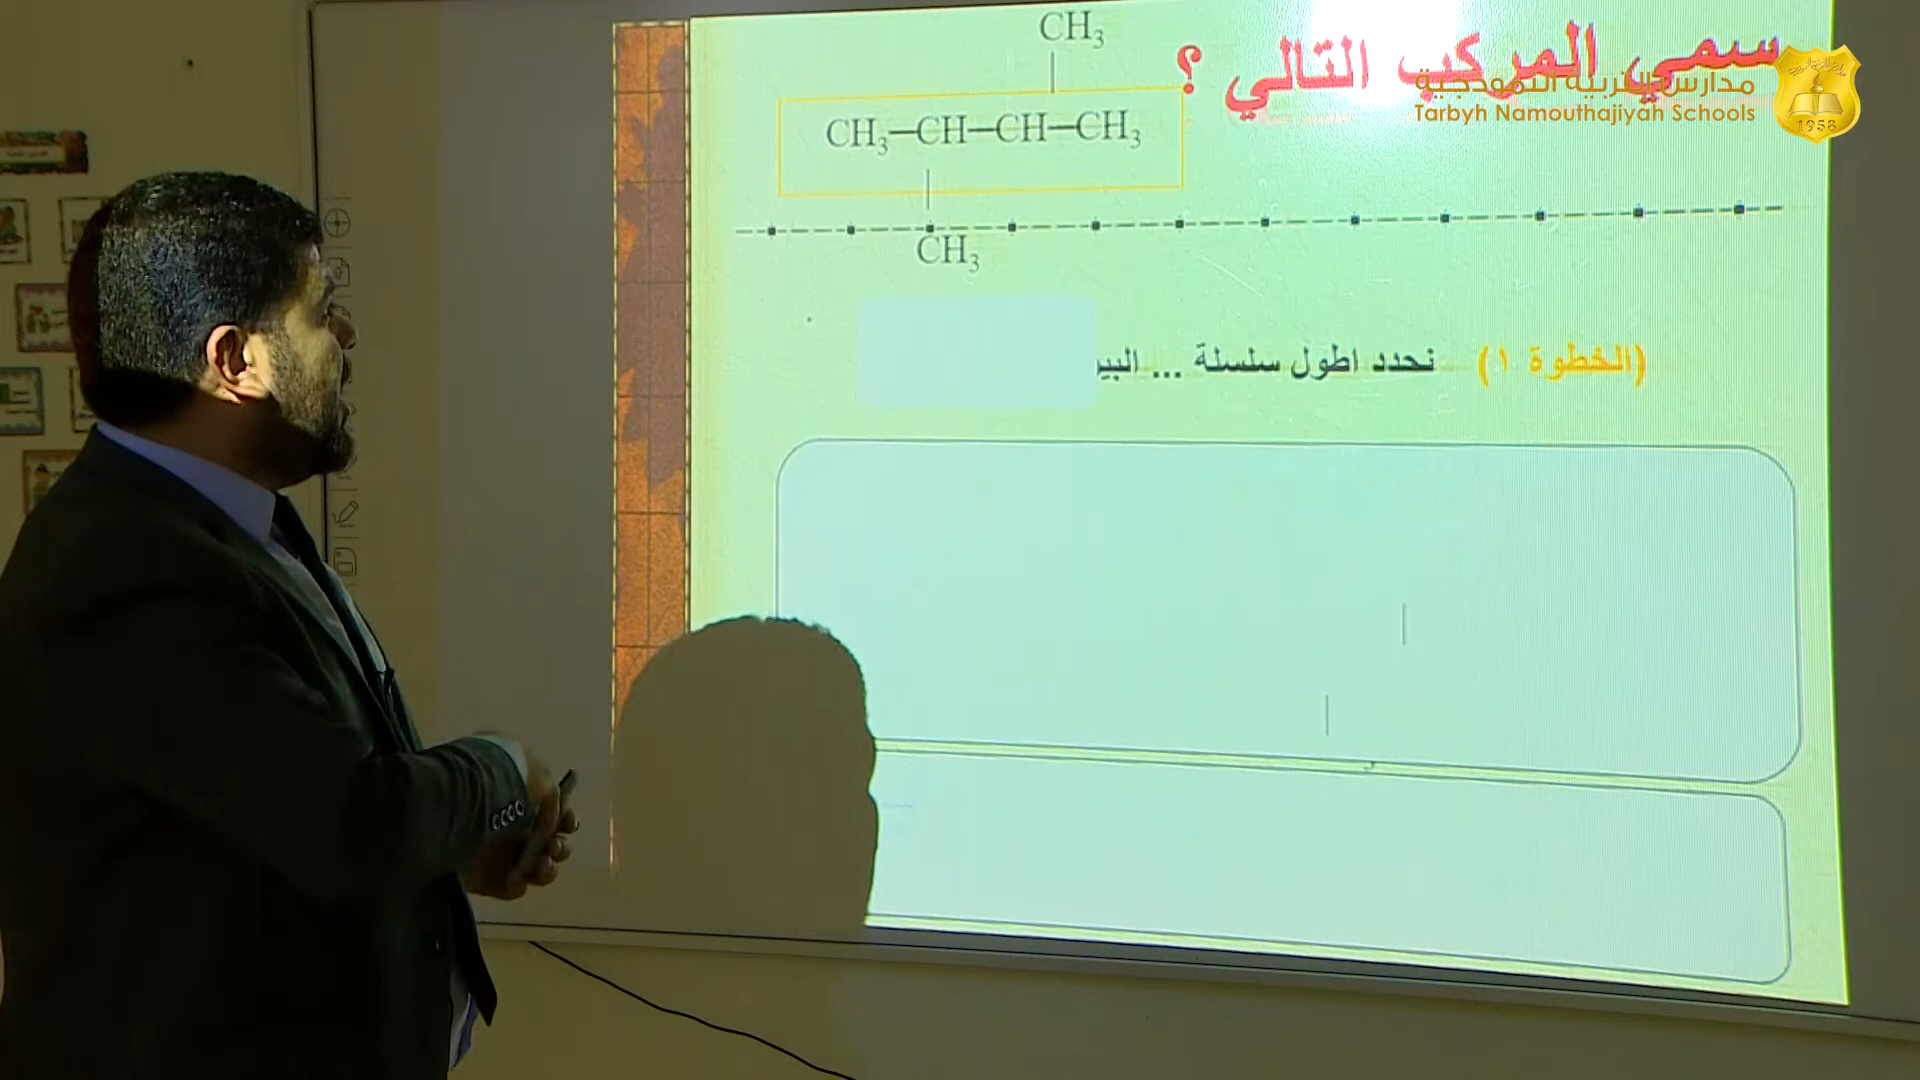 CH₃
سمي المركب التالي ؟
مدارس التربية النموذجية
Tarbyh Namouthajiyah Schools
1958
CH₃—CH—CH—CH₃
CH₃
(الخطوة ١) نحدد اطول سلسلة ... البيو